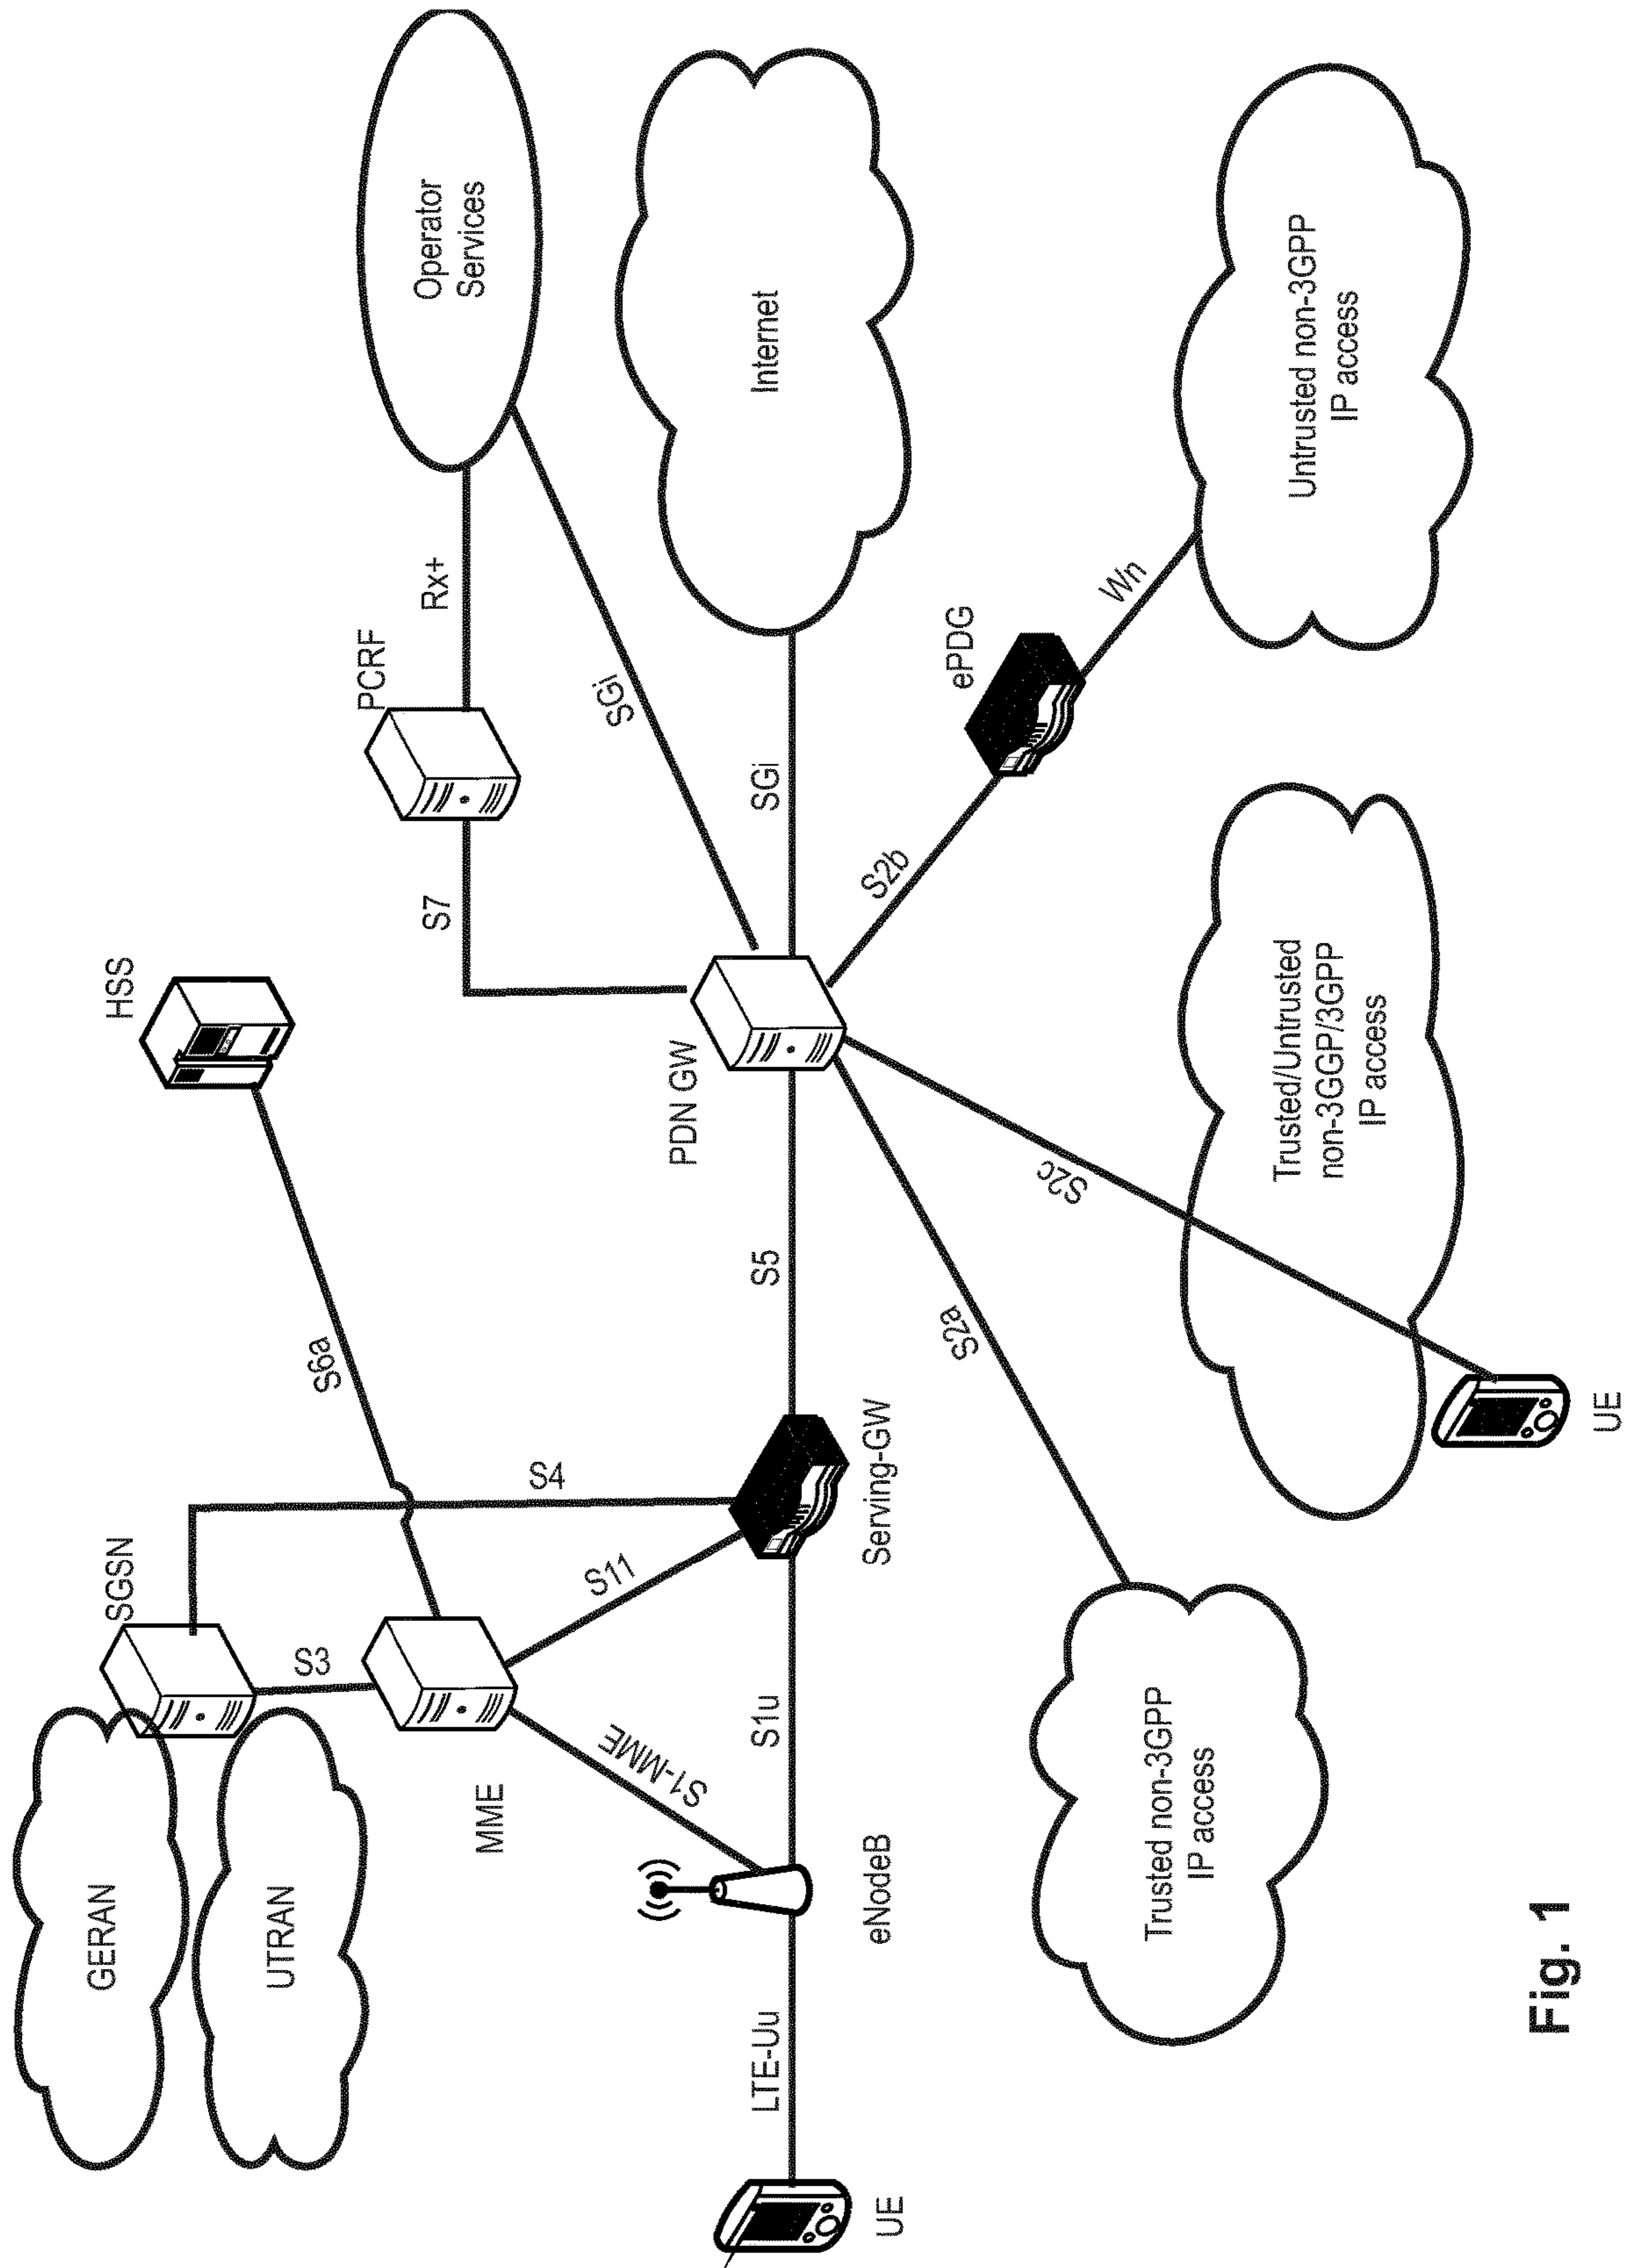 GERAN
SGSN
HSS
UTRAN
S3
S6a
S4
PCRF
S7
Rx+
Operator
Services
MME
S11
S1-MME
SGi
PDN GW
UE
LTE-Uu
eNodeB
S1u
Serving-GW
S5
SGi
Internet
S2b
ePDG
Wn
S2a
S2c
Trusted non-3GPP
IP access
Trusted/Untrusted
non-3GGP/3GPP
IP access
Untrusted non-3GPP
IP access
UE
Fig. 1